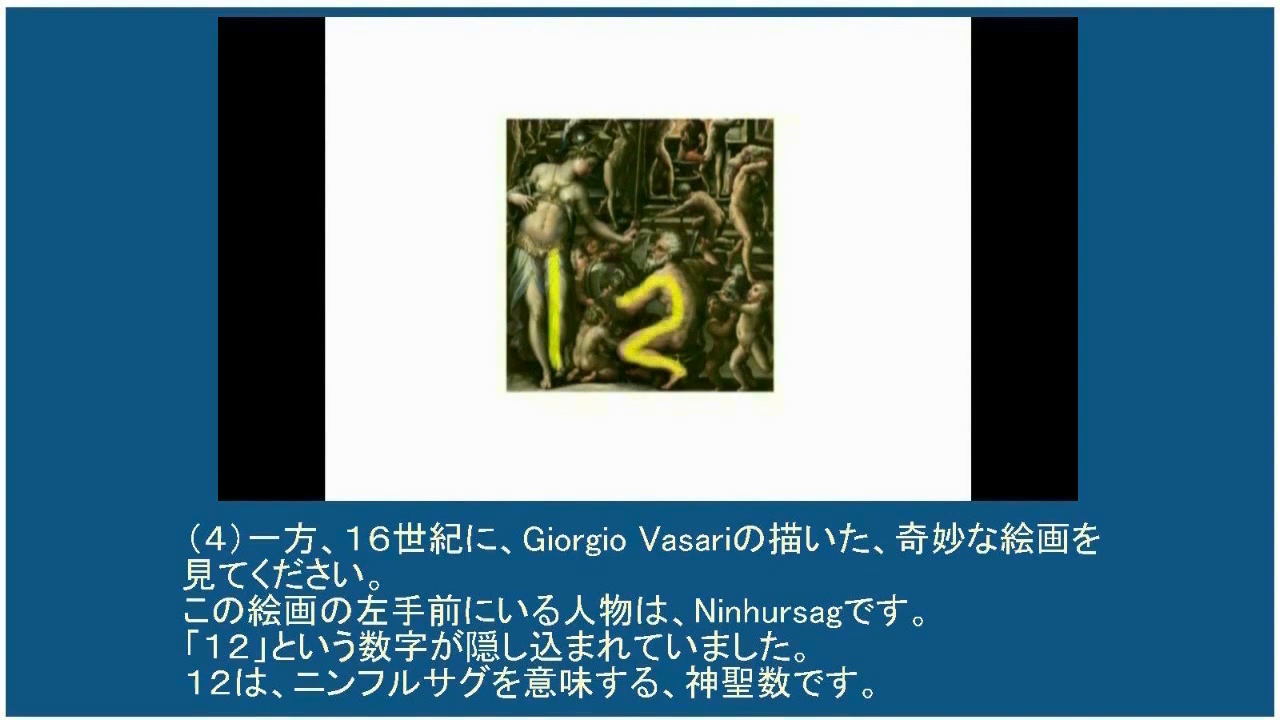 （４）一方、１６世紀に、Giorgio Vasariの描いた、奇妙な絵画を
見てください。
この絵画の左手前にいる人物は、Ninhursagです。
「１２」という数字が隠し込まれていました。
１２は、ニンフルサグを意味する、神聖数です。